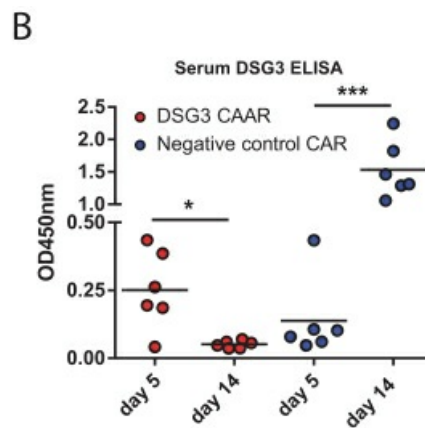 B
Serum DSG3 ELISA
DSG3 CAAR
Negative control CAR
***
*
OD450nm
2.5
2.0
1.5
1.0
0.50
0.25
0.00
day 5
day 14
day 5
day 14